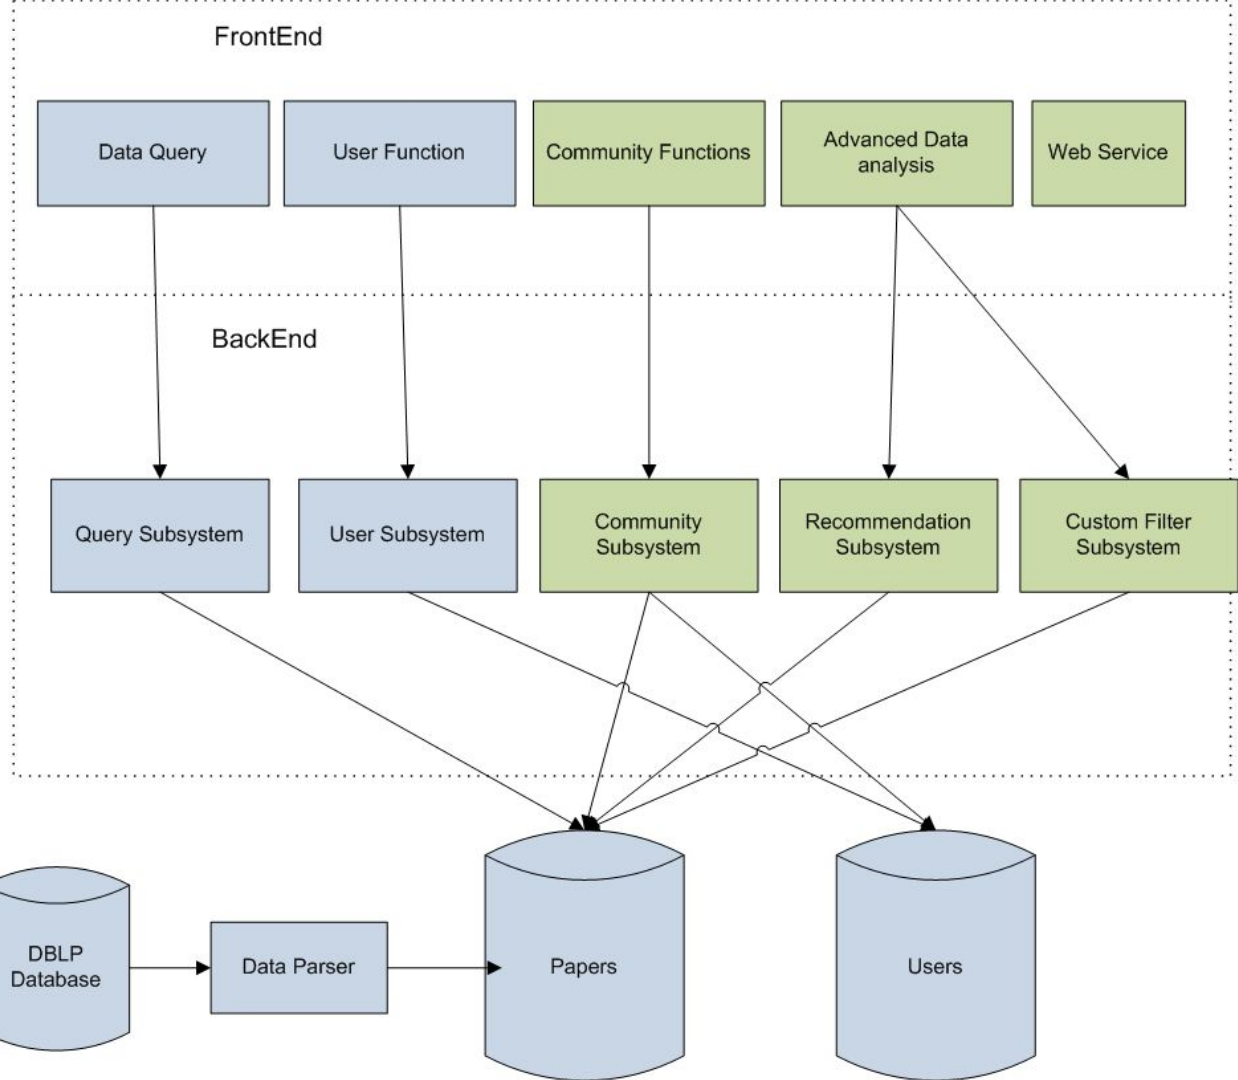 FrontEnd
Data Query
User Function
Community Functions
Advanced Data
analysis
Web Service
BackEnd
Query Subsystem
User Subsystem
Community
Subsystem
Recommendation
Subsystem
Custom Filter
Subsystem
DBLP
Database
Data Parser
Papers
Users